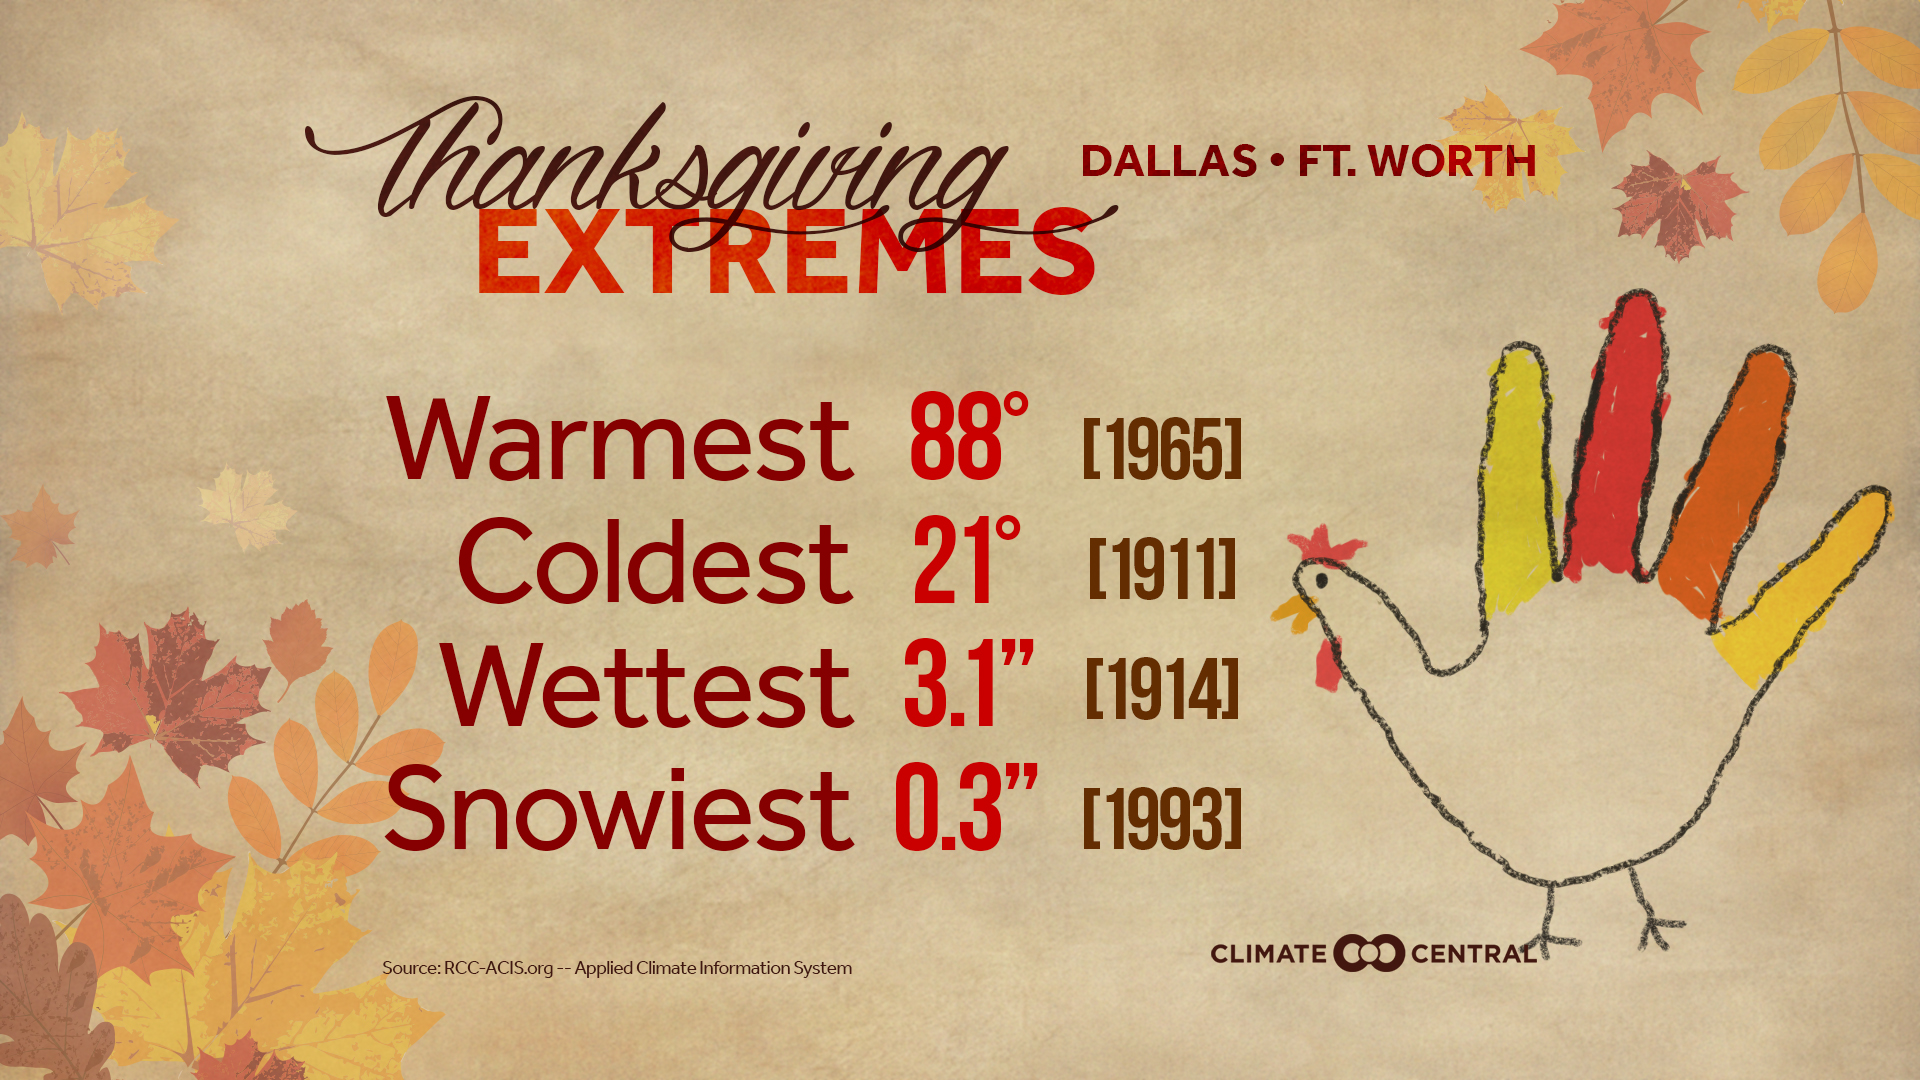 Thanksgiving
EXTREMES
DALLAS • FT. WORTH
Warmest 88° [1965]
Coldest 21° [1911]
Wettest 3.1” [1914]
Snowiest 0.3” [1993]
Source: RCC-ACIS.org -- Applied Climate Information System
CLIMATE CENTRAL